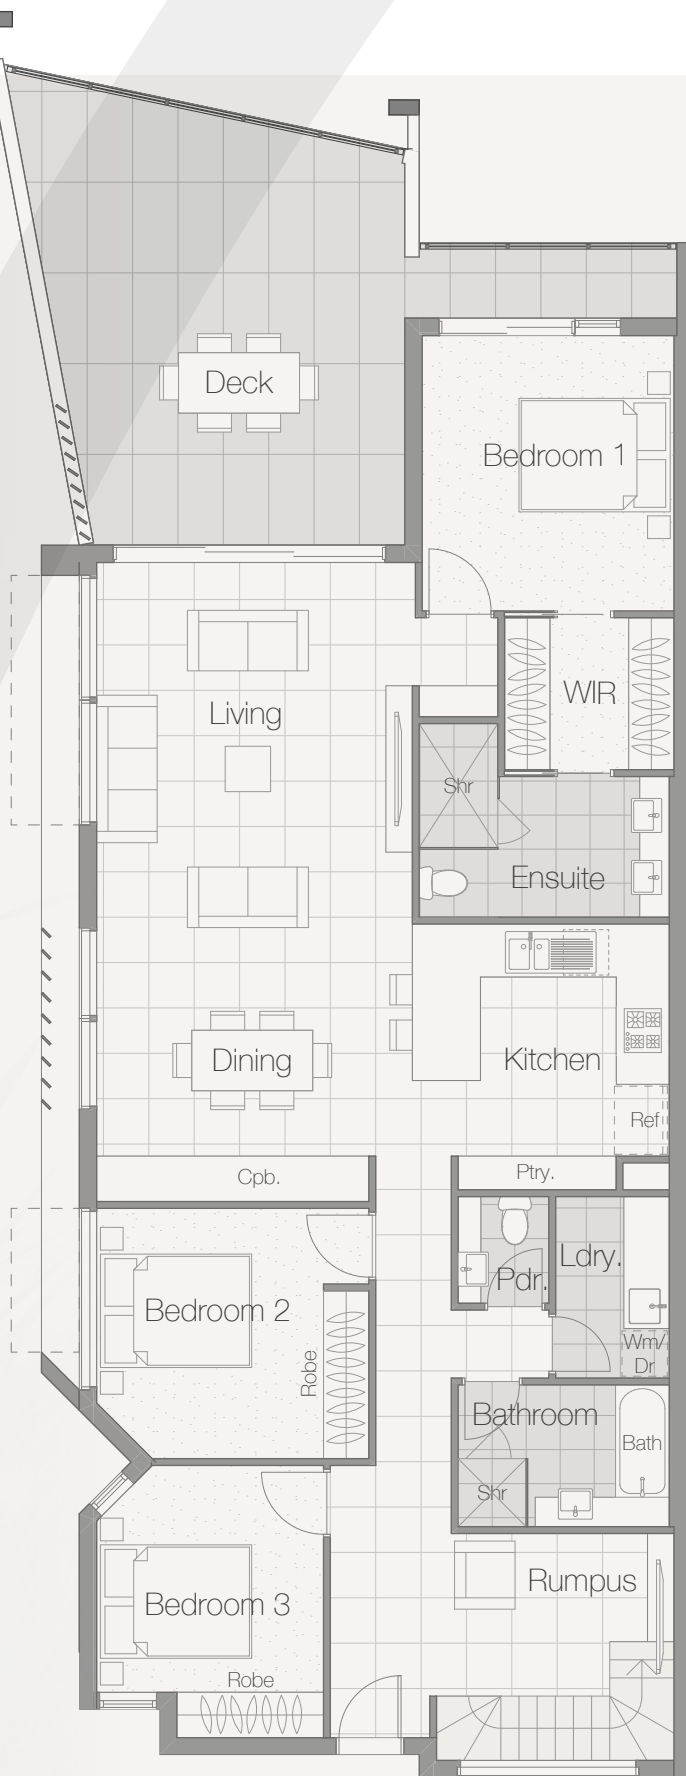 Deck
Bedroom 1
WIR
Living
Shr
Ensuite
Dining
Kitchen
Ref
Cpb.
Ptry.
Pdr.
Ldry.
Bedroom 2
Robe
Wm/
Dr
Bathroom
Bath
Shr
Rumpus
Bedroom 3
Robe